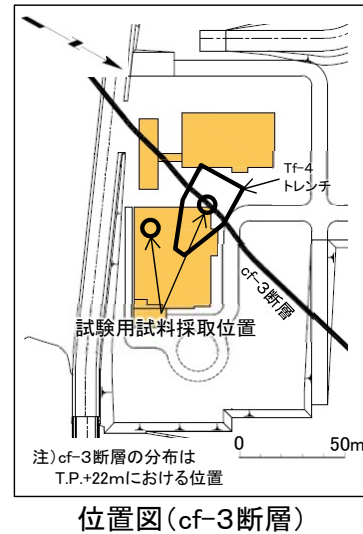 Tf-4
トレンチ
cf-3断層
試験用試料採取位置
注)cf-3断層の分布は
T.P.+22mにおける位置
0 50m
位置図(cf-3断層)